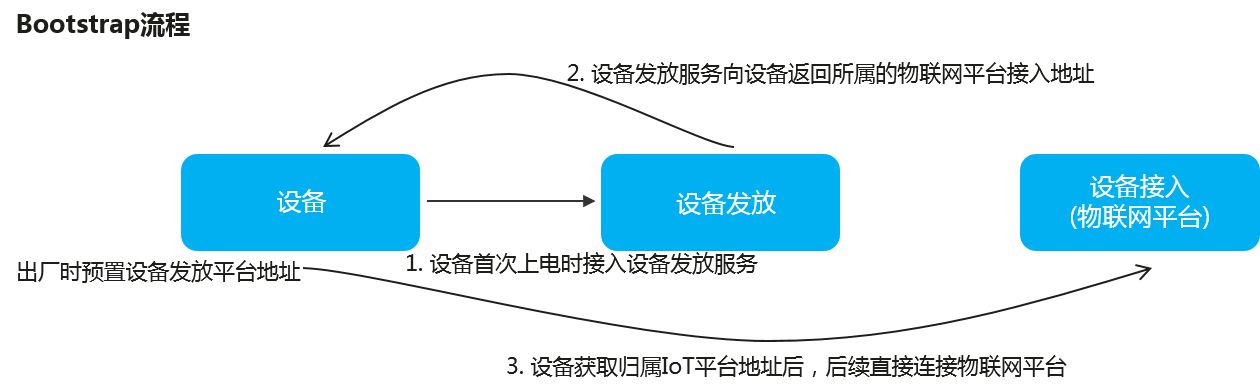 Bootstrap流程
2. 设备发放服务向设备返回所属的物联网平台接入地址
设备
设备发放
设备接入
(物联网平台)
1. 设备首次上电时接入设备发放服务
出厂时预置设备发放平台地址
3. 设备获取归属IoT平台地址后，后续直接连接物联网平台